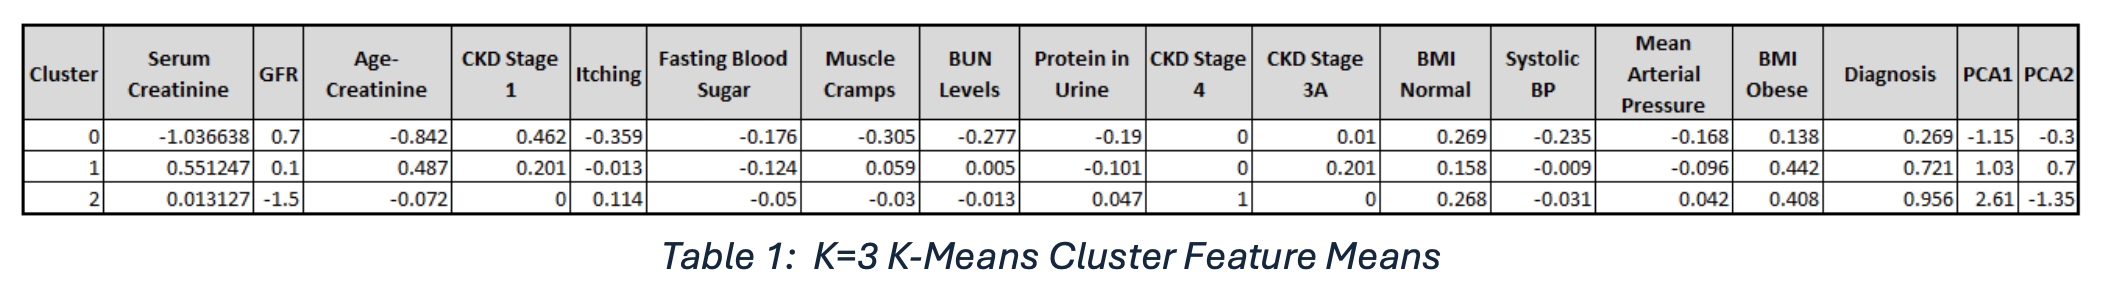 Cluster Serum Creatinine GFR Age-Creatinine CKD Stage 1 Itching Fasting Blood Sugar Muscle Cramps BUN Levels Protein in Urine CKD Stage 4 CKD Stage 3A BMI Normal Systolic BP Mean Arterial Pressure BMI Obese Diagnosis PCA1 PCA2
0 -1.036638 0.7 -0.842 0.462 -0.359 -0.176 -0.305 -0.277 -0.19 0 0.01 0.269 -0.235 -0.168 0.138 0.269 -1.15 -0.3
1 0.551247 0.1 0.487 0.201 -0.013 -0.124 0.059 0.005 -0.101 0 0.201 0.158 -0.009 -0.096 0.442 0.721 1.03 0.7
2 0.013127 -1.5 -0.072 0 0.114 -0.05 -0.03 -0.013 0.047 1 0 0.268 -0.031 0.042 0.408 0.956 2.61 -1.35
Table 1: K=3 K-Means Cluster Feature Means